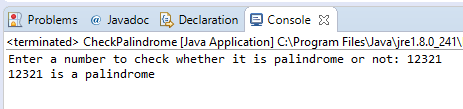 Problems @ Javadoc Declaration Console
<terminated> CheckPalindrome [Java Application] C:\Program Files\Java\jre1.8.0_241\
Enter a number to check whether it is palindrome or not: 12321
12321 is a palindrome